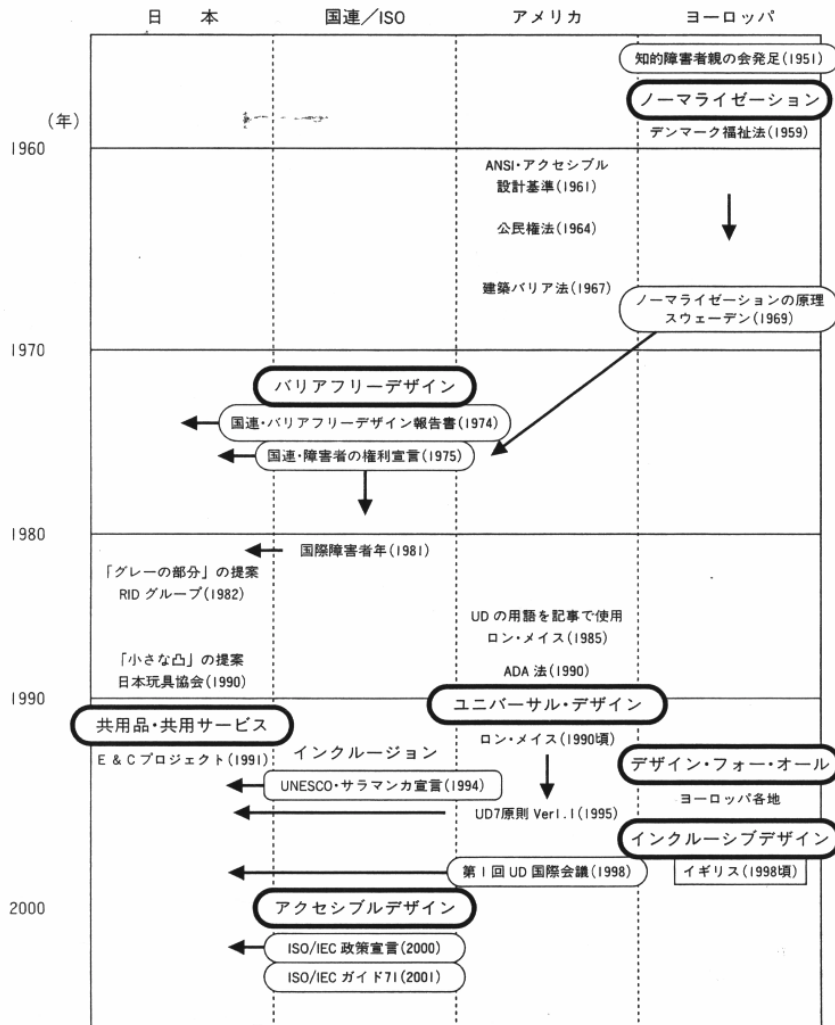 日 本 国連／ISO アメリカ ヨーロッパ
知的障害者親の会発足(1951)
ノーマライゼーション
(年)
デンマーク福祉法(1959)
1960
ANSI・アクセシブル
設計基準(1961)
公民権法(1964)
建築バリア法(1967)
ノーマライゼーションの原理
スウェーデン(1969)
1970
バリアフリーデザイン
国連・バリアフリーデザイン報告書(1974)
国連・障害者の権利宣言(1975)
1980
国際障害者年(1981)
「グレーの部分」の提案
RIDグループ(1982)
UDの用語を記事で使用
ロン・メイス(1985)
「小さな凸」の提案
日本玩具協会(1990)
ADA法(1990)
1990
ユニバーサル・デザイン
共用品・共用サービス
ロン・メイス(1990頃)
E & Cプロジェクト(1991)
インクルージョン
デザイン・フォー・オール
UNESCO・サラマンカ宣言(1994)
ヨーロッパ各地
UD7原則 Ver1.1(1995)
インクルーシブデザイン
第1回UD国際会議(1998)
イギリス(1998頃)
2000
アクセシブルデザイン
ISO/IEC 政策宣言(2000)
ISO/IEC ガイド71(2001)